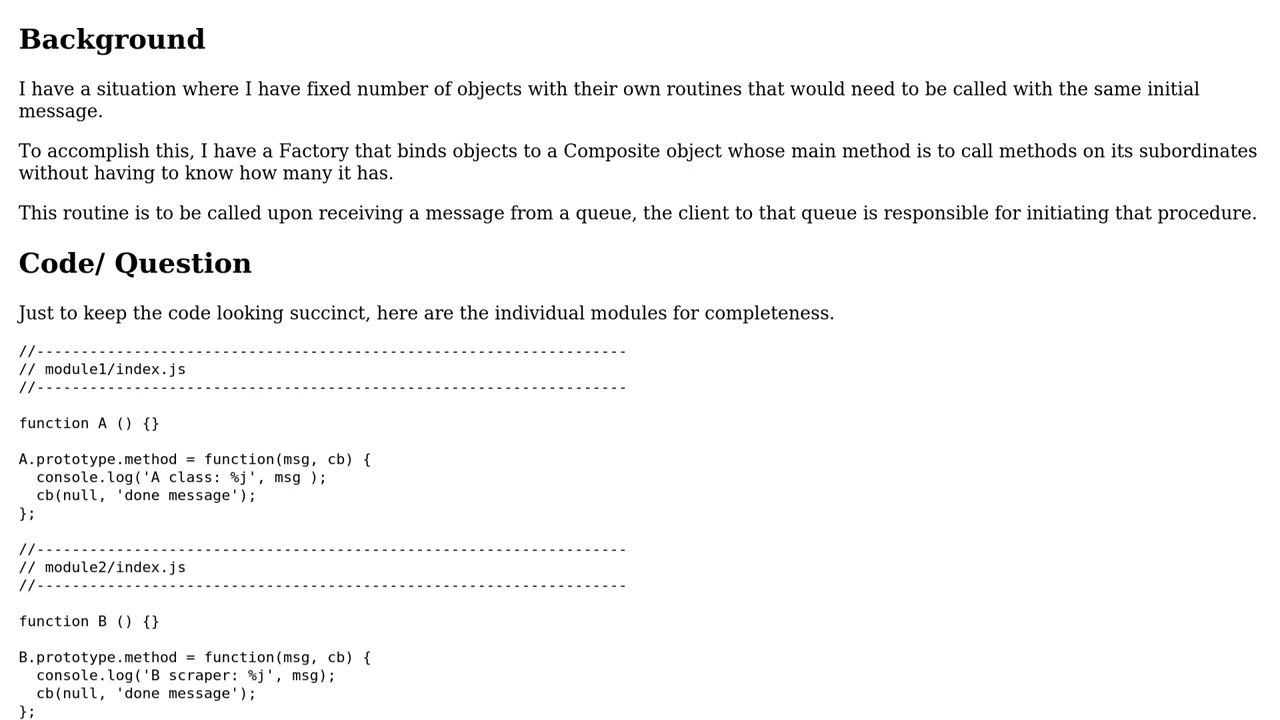 Background
I have a situation where I have fixed number of objects with their own routines that would need to be called with the same initial
message.
To accomplish this, I have a Factory that binds objects to a Composite object whose main method is to call methods on its subordinates
without having to know how many it has.
This routine is to be called upon receiving a message from a queue, the client to that queue is responsible for initiating that procedure.
Code/ Question
Just to keep the code looking succinct, here are the individual modules for completeness.
//-------------------------------------------------------------------
// module1/index.js
//-------------------------------------------------------------------
function A () {}
A.prototype.method = function(msg, cb) {
  console.log('A class: %j', msg );
  cb(null, 'done message');
};
//-------------------------------------------------------------------
// module2/index.js
//-------------------------------------------------------------------
function B () {}
B.prototype.method = function(msg, cb) {
  console.log('B scraper: %j', msg);
  cb(null, 'done message');
};